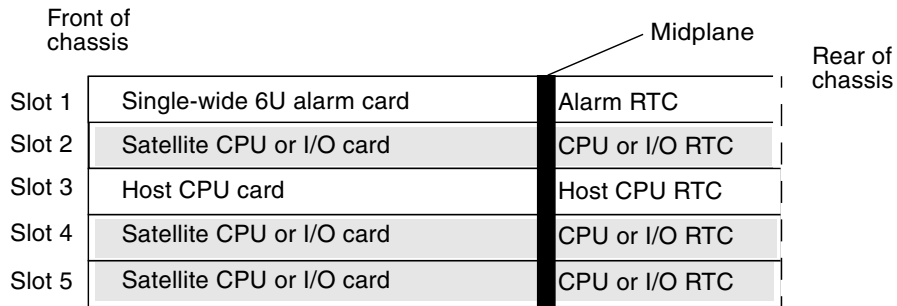 Front of
chassis
Midplane
Rear of
chassis
Slot 1 Single-wide 6U alarm card Alarm RTC
Slot 2 Satellite CPU or I/O card CPU or I/O RTC
Slot 3 Host CPU card Host CPU RTC
Slot 4 Satellite CPU or I/O card CPU or I/O RTC
Slot 5 Satellite CPU or I/O card CPU or I/O RTC